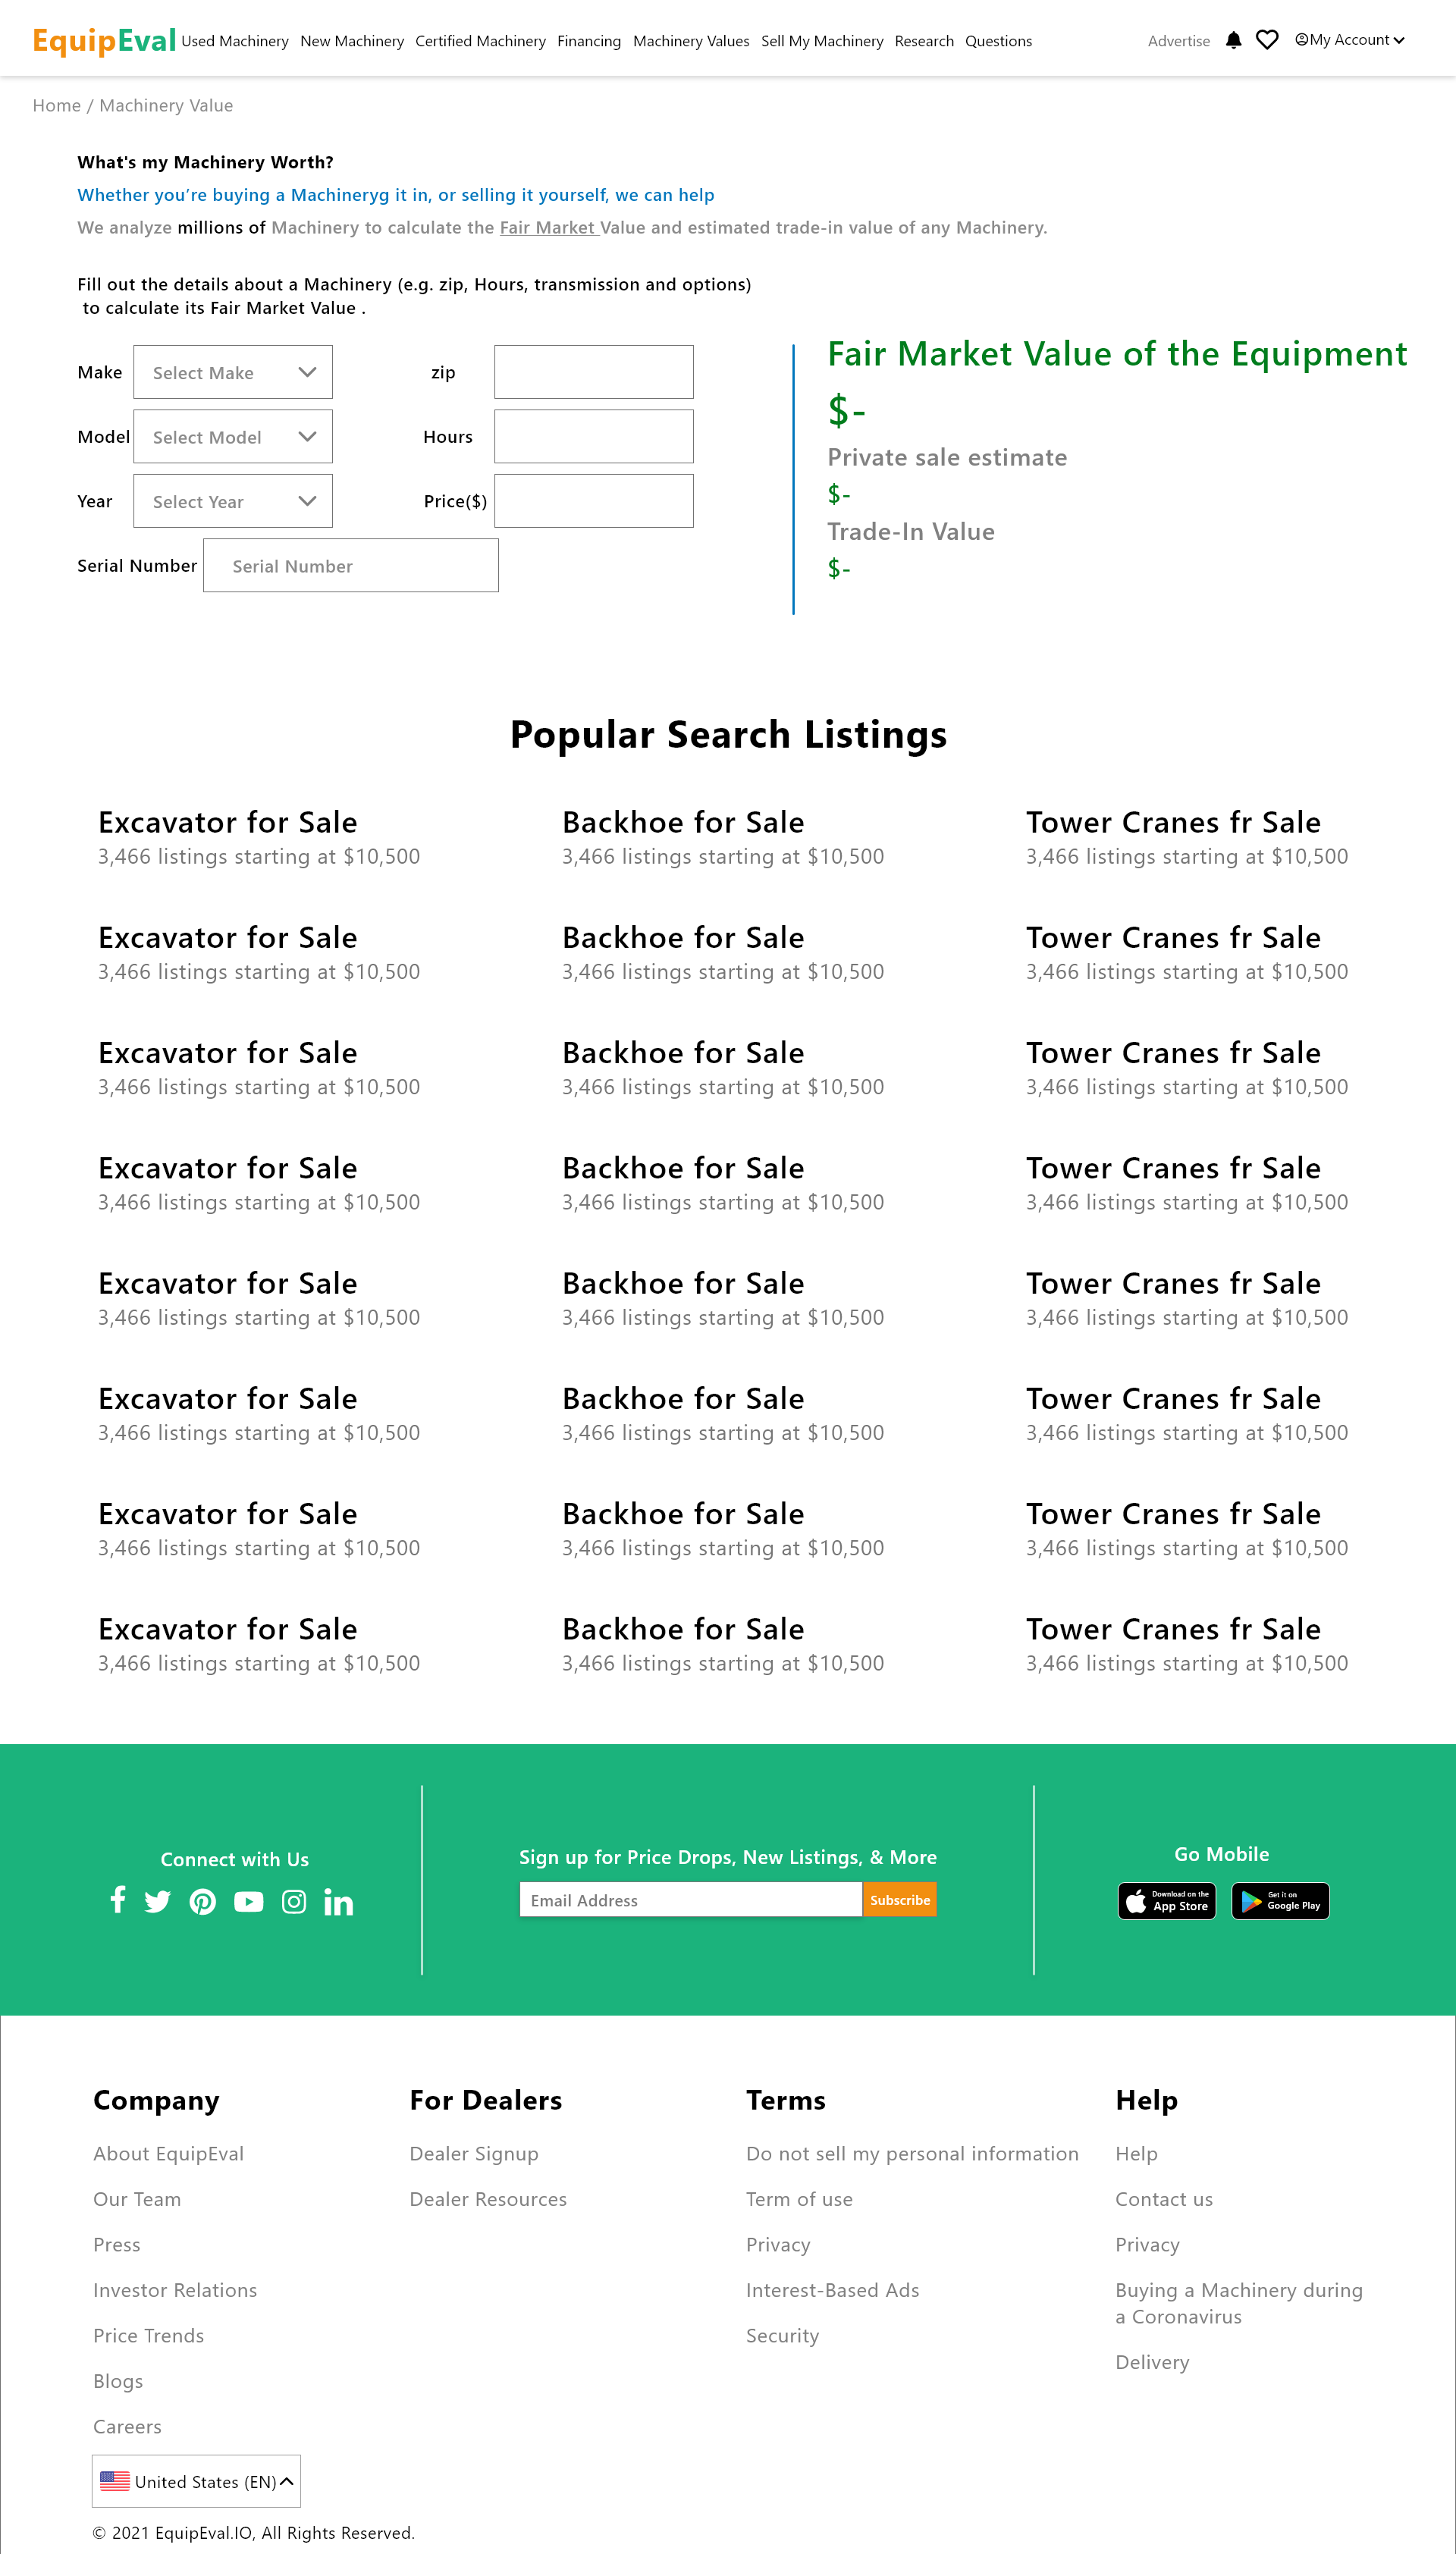 EquipEval Used Machinery New Machinery Certified Machinery Financing Machinery Values Sell My Machinery Research Questions Advertise My Account
Home / Machinery Value
What's my Machinery Worth?
Whether you’re buying a Machineryg it in, or selling it yourself, we can help
We analyze millions of Machinery to calculate the Fair Market Value and estimated trade-in value of any Machinery.
Fill out the details about a Machinery (e.g. zip, Hours, transmission and options)
to calculate its Fair Market Value .
Make Select Make zip
Model Select Model Hours
Year Select Year Price($)
Serial Number Serial Number
Fair Market Value of the Equipment
$-
Private sale estimate
$-
Trade-In Value
$-
Popular Search Listings
Excavator for Sale Backhoe for Sale Tower Cranes fr Sale
3,466 listings starting at $10,500 3,466 listings starting at $10,500 3,466 listings starting at $10,500
Excavator for Sale Backhoe for Sale Tower Cranes fr Sale
3,466 listings starting at $10,500 3,466 listings starting at $10,500 3,466 listings starting at $10,500
Excavator for Sale Backhoe for Sale Tower Cranes fr Sale
3,466 listings starting at $10,500 3,466 listings starting at $10,500 3,466 listings starting at $10,500
Excavator for Sale Backhoe for Sale Tower Cranes fr Sale
3,466 listings starting at $10,500 3,466 listings starting at $10,500 3,466 listings starting at $10,500
Excavator for Sale Backhoe for Sale Tower Cranes fr Sale
3,466 listings starting at $10,500 3,466 listings starting at $10,500 3,466 listings starting at $10,500
Excavator for Sale Backhoe for Sale Tower Cranes fr Sale
3,466 listings starting at $10,500 3,466 listings starting at $10,500 3,466 listings starting at $10,500
Excavator for Sale Backhoe for Sale Tower Cranes fr Sale
3,466 listings starting at $10,500 3,466 listings starting at $10,500 3,466 listings starting at $10,500
Excavator for Sale Backhoe for Sale Tower Cranes fr Sale
3,466 listings starting at $10,500 3,466 listings starting at $10,500 3,466 listings starting at $10,500
Connect with Us
Sign up for Price Drops, New Listings, & More
Email Address Subscribe
Go Mobile
Download on the
App Store
Get it on
Google Play
Company
About EquipEval
Our Team
Press
Investor Relations
Price Trends
Blogs
Careers
For Dealers
Dealer Signup
Dealer Resources
Terms
Do not sell my personal information
Term of use
Privacy
Interest-Based Ads
Security
Help
Help
Contact us
Privacy
Buying a Machinery during
a Coronavirus
Delivery
United States (EN)
© 2021 EquipEval.IO, All Rights Reserved.